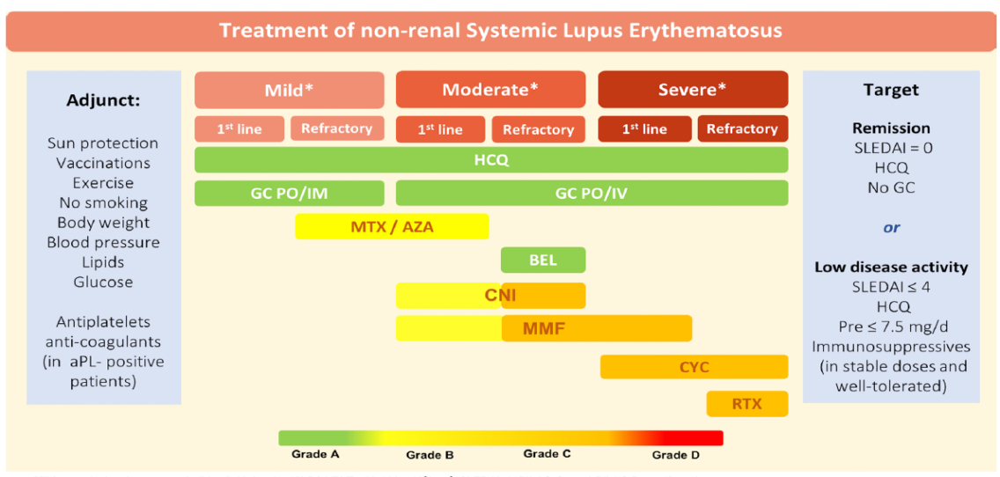 Treatment of non-renal Systemic Lupus Erythematosus
Adjunct:
Sun protection
Vaccinations
Exercise
No smoking
Body weight
Blood pressure
Lipids
Glucose
Antiplatelets
anti-coagulants
(in aPL- positive
patients)
Mild*
Moderate*
Severe*
1st line
Refractory
1st line
Refractory
1st line
Refractory
HCQ
GC PO/IM
GC PO/IV
MTX / AZA
BEL
CNI
MMF
CYC
RTX
Grade A
Grade B
Grade C
Grade D
Target
Remission
SLEDAI = 0
HCQ
No GC
or
Low disease activity
SLEDAI ≤ 4
HCQ
Pre ≤ 7.5 mg/d
Immunosuppressives
(in stable doses and
well-tolerated)